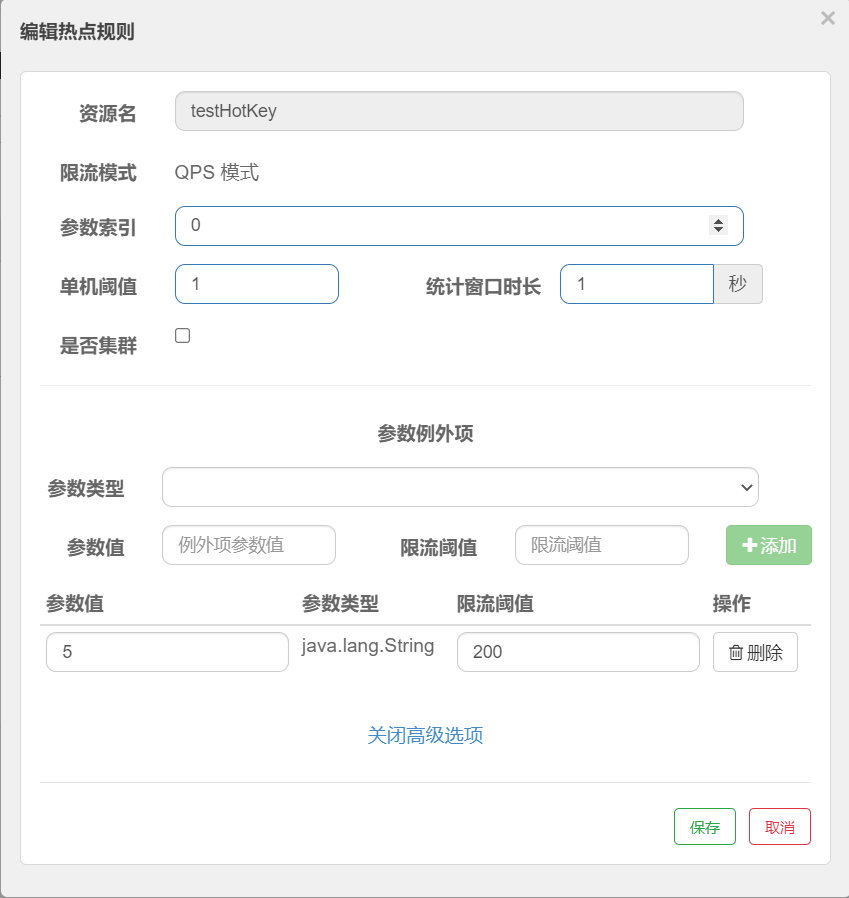 编辑热点规则
×
资源名 testHotKey
限流模式 QPS 模式
参数索引 0
单机阈值 1 统计窗口时长 1 秒
是否集群
参数例外项
参数类型
参数值 例外项参数值 限流阈值 限流阈值 添加
参数值 参数类型 限流阈值 操作
5 java.lang.String 200 删除
关闭高级选项
保存 取消